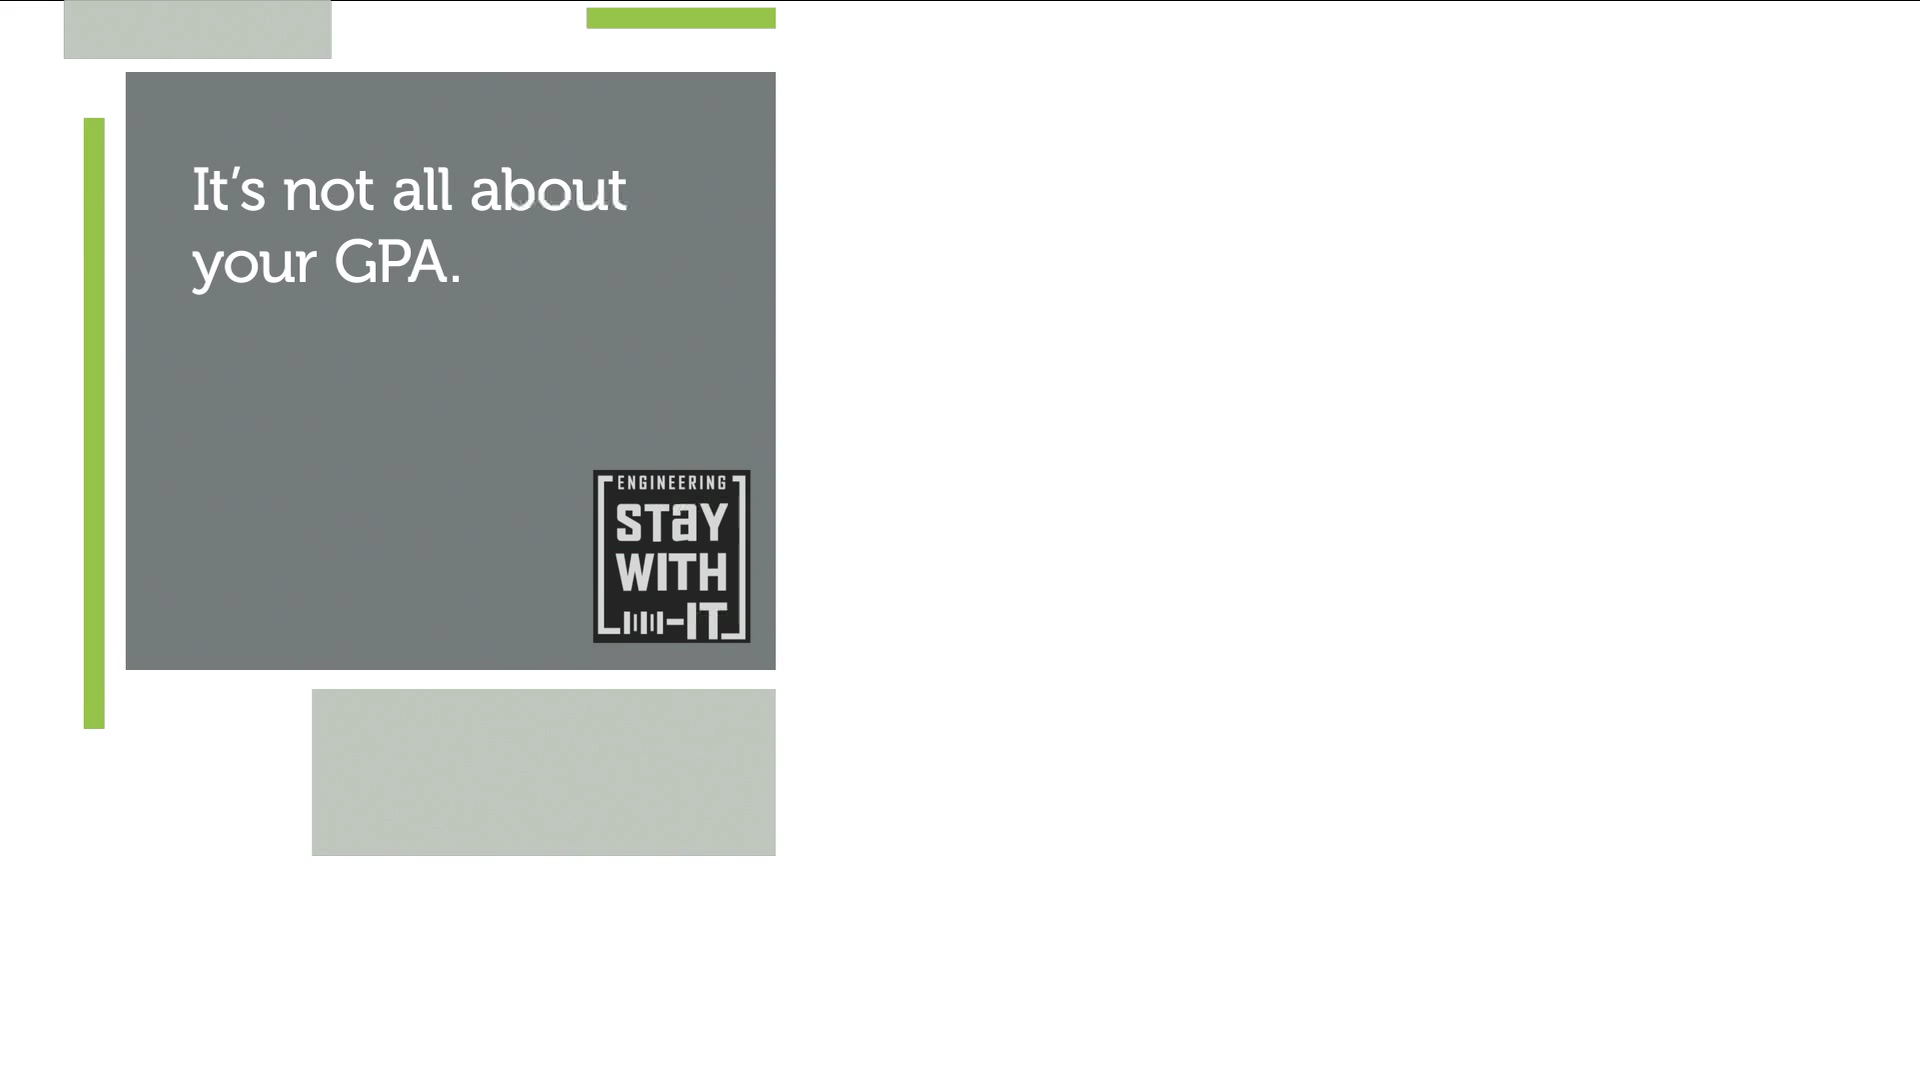 It’s not all about
your GPA.
ENGINEERING
STaY
WITH
-IT